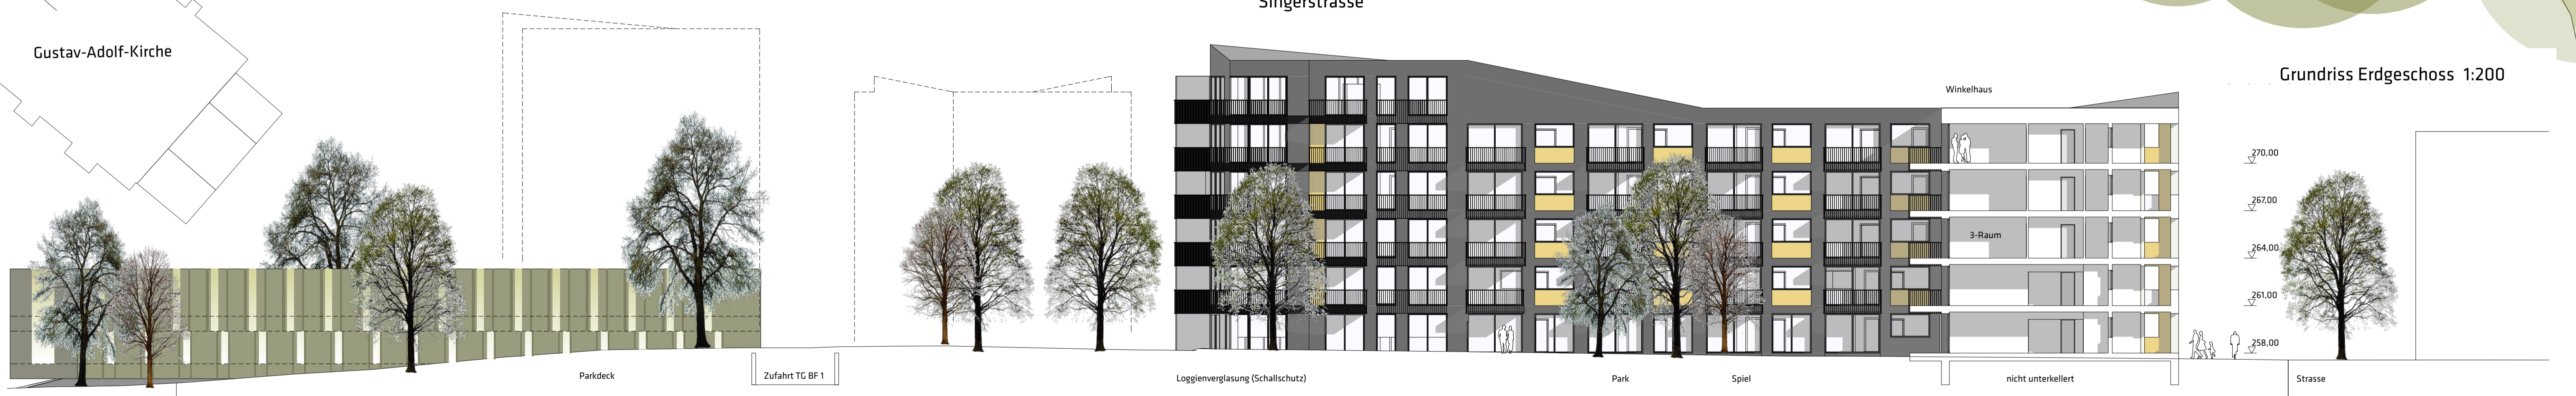 Singerstrasse
Gustav-Adolf-Kirche
Grundriss Erdgeschoss 1:200
Winkelhaus
270,00
267,00
3-Raum
264,00
261,00
258,00
Parkdeck
Zufahrt TG BF 1
Loggienverglasung (Schallschutz)
Park
Spiel
nicht unterkellert
Strasse